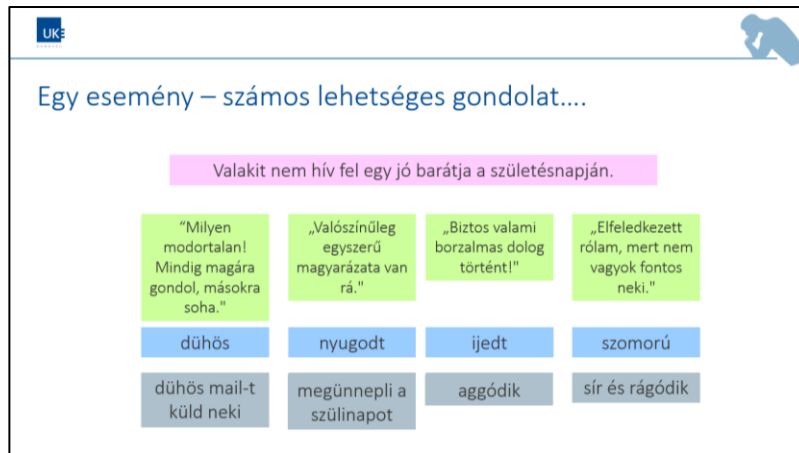 UKE
HAMBURG
Egy esemény – számos lehetséges gondolat....
Valakit nem hív fel egy jó barátja a születésnapján.
“Milyen
modortalan!
Mindig magára
gondol, másokra
soha."
„Valószínűleg
egyszerű
magyarázata van
rá."
„Biztos valami
borzalmas dolog
történt!"
„Elfeledkezett
rólam, mert nem
vagyok fontos
neki."
dühös
nyugodt
ijedt
szomorú
dühös mail-t
küld neki
megünnepli a
szülinapot
aggódik
sír és rágódik